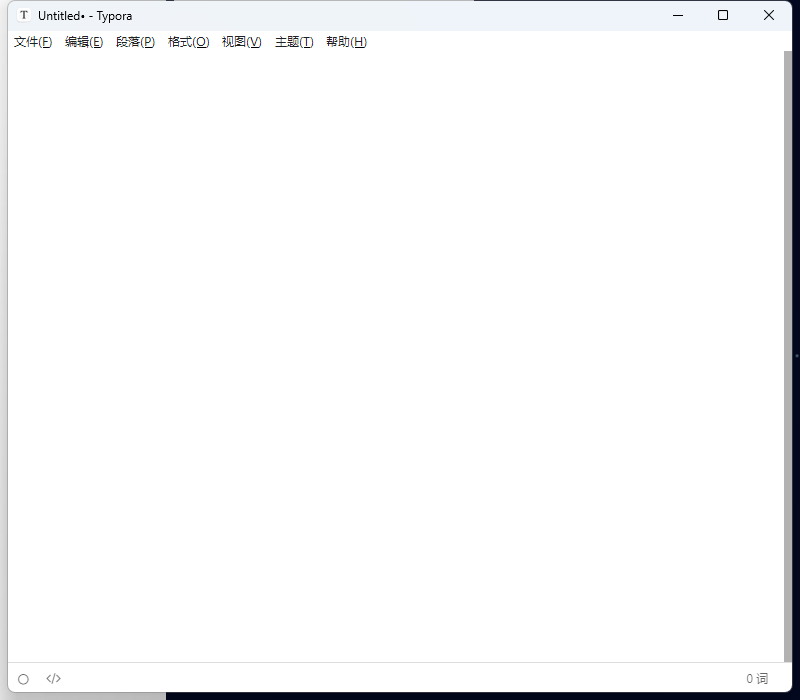 T Untitled• - Typora
文件(F) 编辑(E) 段落(P) 格式(O) 视图(V) 主题(T) 帮助(H)
</> 0 词